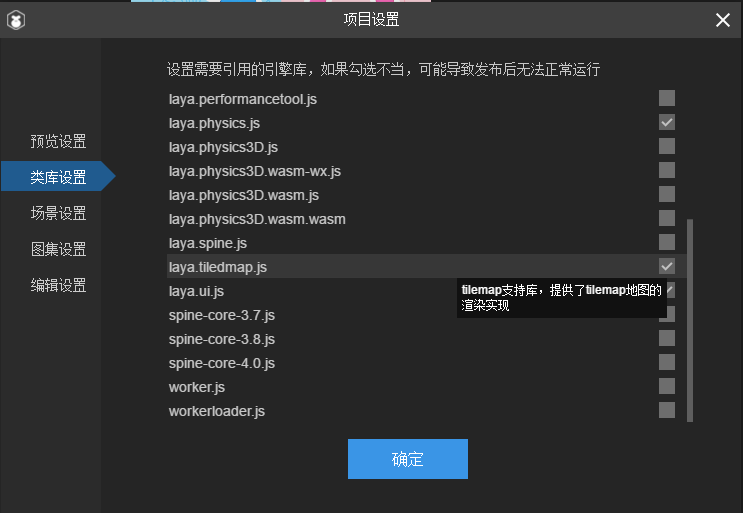 项目设置
设置需要引用的引擎库，如果勾选不当，可能导致发布后无法正常运行
预览设置
类库设置
场景设置
图集设置
编辑设置
laya.performancetool.js
laya.physics.js
laya.physics3D.js
laya.physics3D.wasm-wx.js
laya.physics3D.wasm.js
laya.physics3D.wasm.wasm
laya.spine.js
laya.tiledmap.js
laya.ui.js
tilemap支持库，提供了tilemap地图的
渲染实现
spine-core-3.7.js
spine-core-3.8.js
spine-core-4.0.js
worker.js
workerloader.js
确定